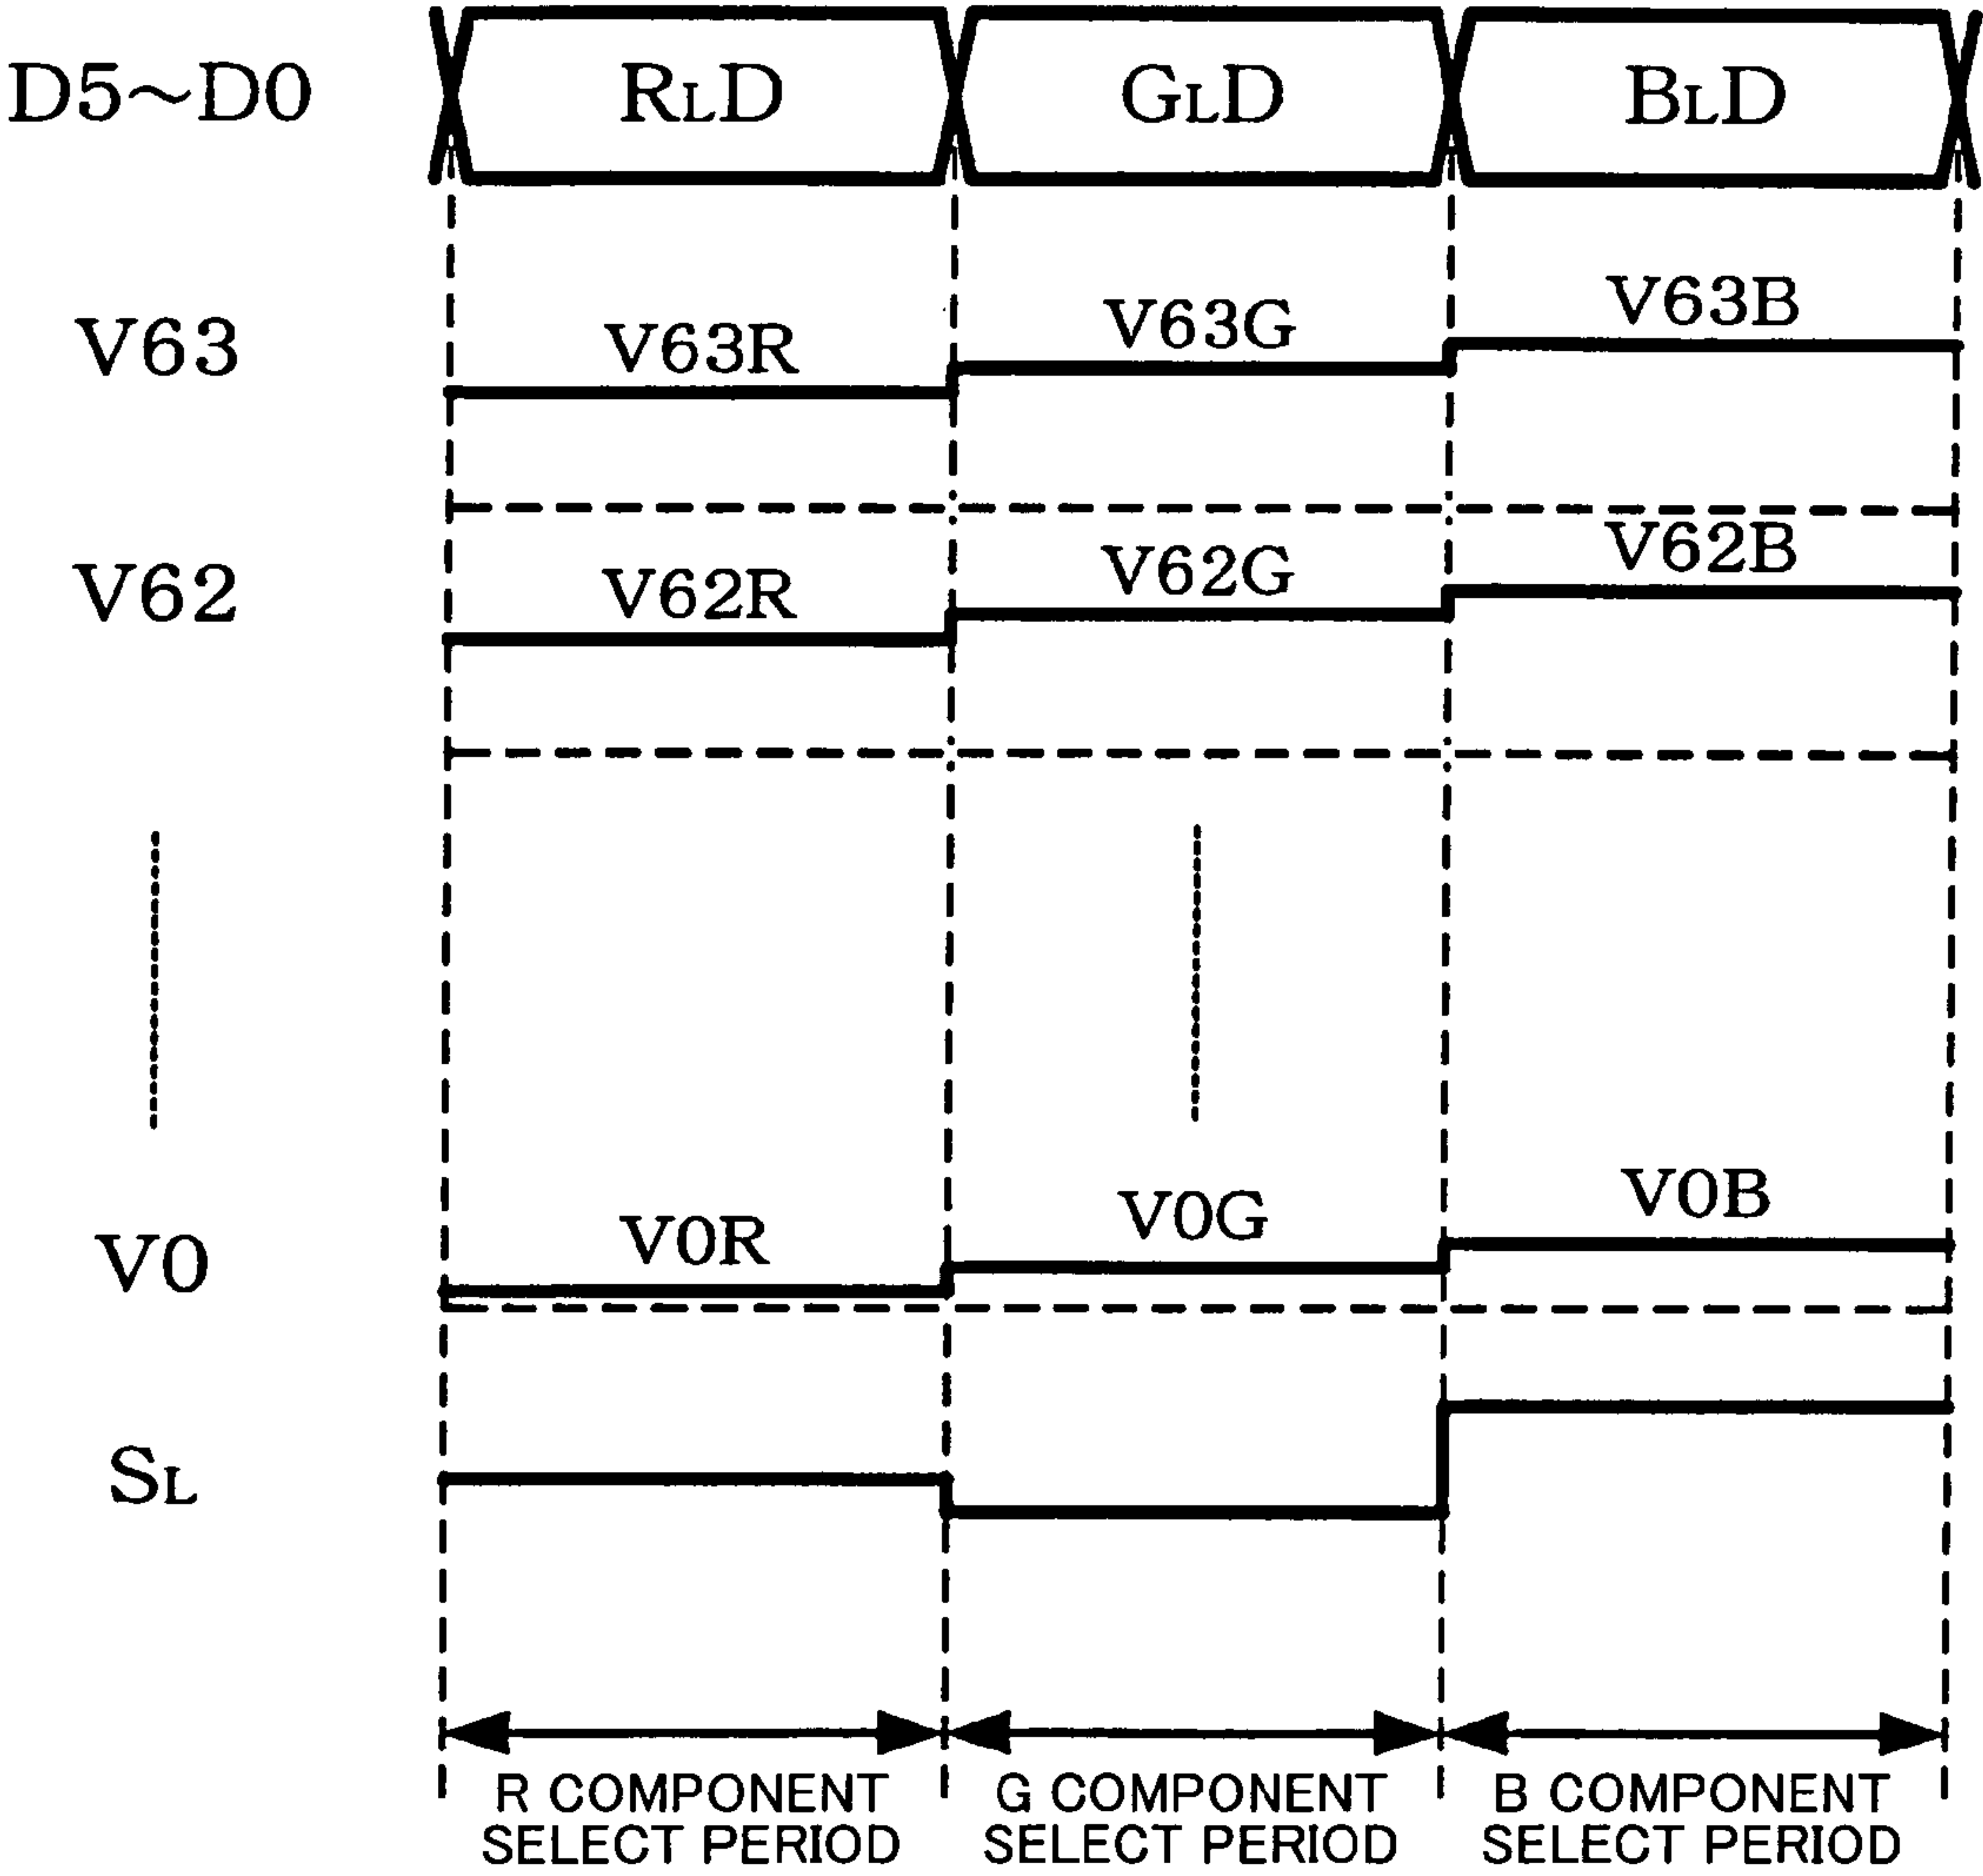 D5~D0 RLD GLD BLD
V63 V63R V63G V63B
V62 V62R V62G V62B
V0 V0R V0G V0B
SL
R COMPONENT SELECT PERIOD
G COMPONENT SELECT PERIOD
B COMPONENT SELECT PERIOD